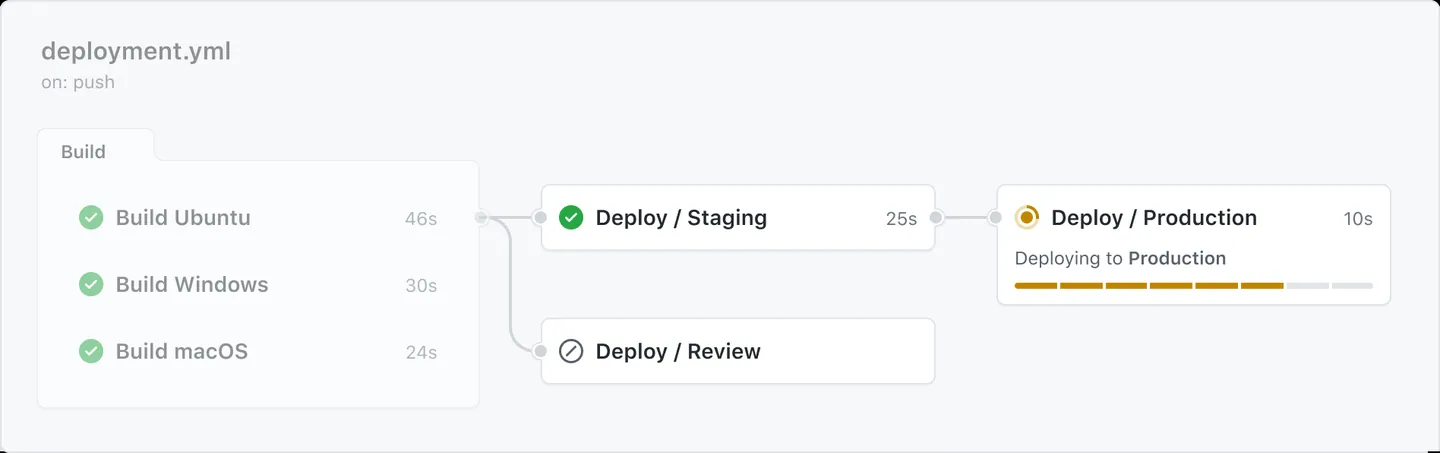 deployment.yml
on: push
Build
Build Ubuntu 46s
Build Windows 30s
Build macOS 24s
Deploy / Staging 25s
Deploy / Review
Deploy / Production 10s
Deploying to Production